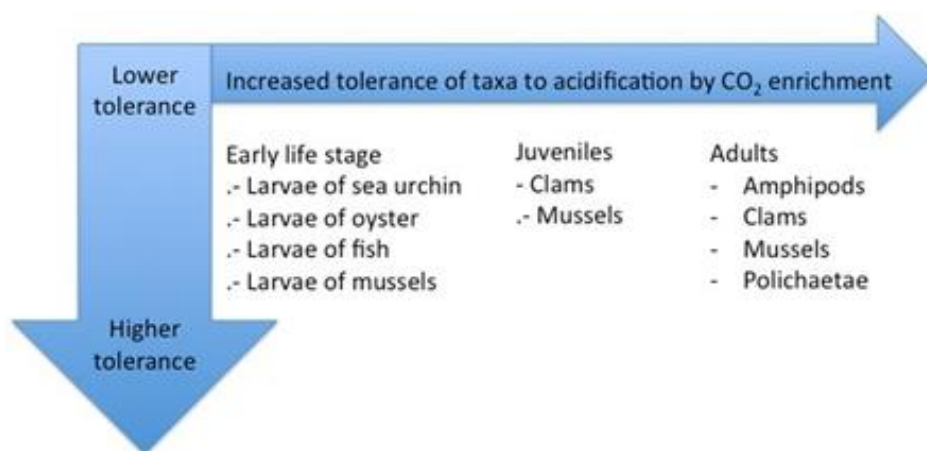 Lower
tolerance
Increased tolerance of taxa to acidification by CO₂ enrichment
Early life stage
.- Larvae of sea urchin
.- Larvae of oyster
.- Larvae of fish
.- Larvae of mussels
Juveniles
- Clams
.- Mussels
Adults
- Amphipods
- Clams
- Mussels
- Polichaetae
Higher
tolerance